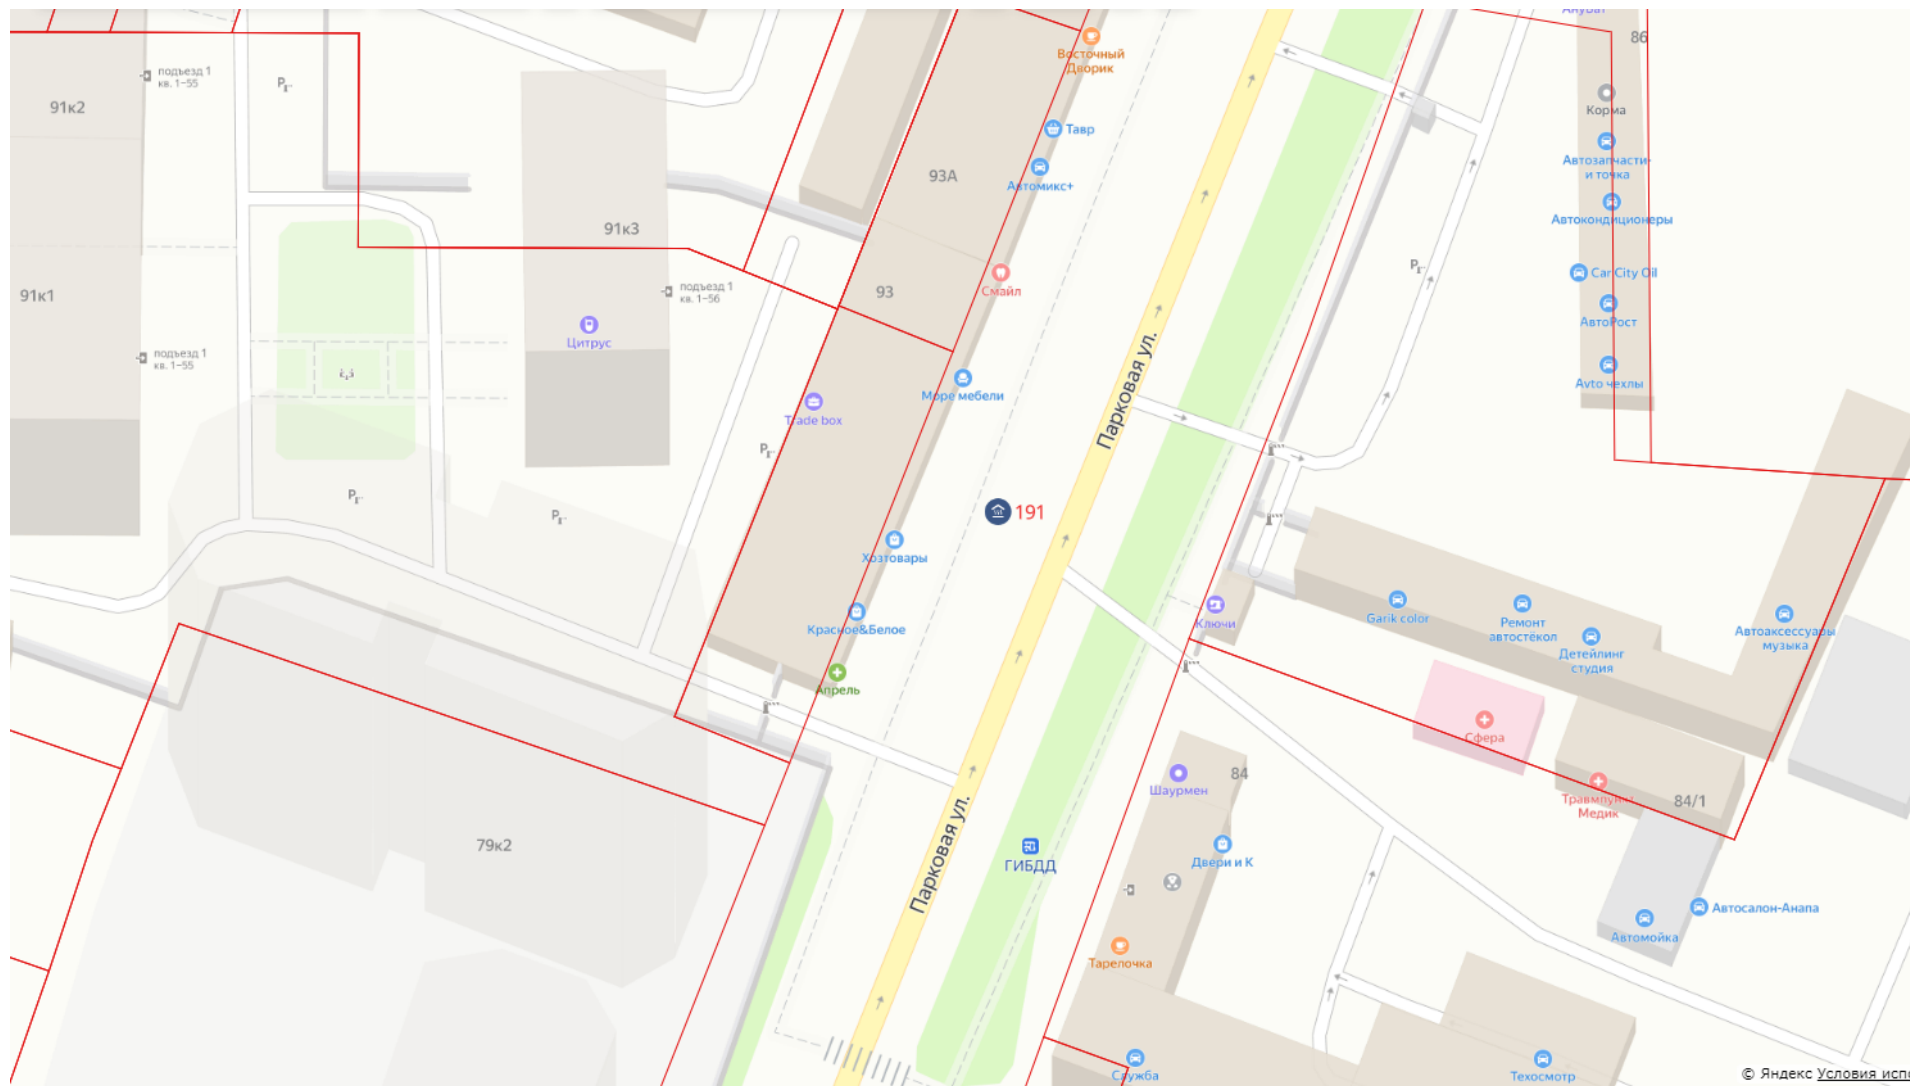 86
Восточный
Дворик
подъезд 1
кв. 1–55
Р
91к2
Корма
Тавр
Автозапчасти
и точка
93А
Автомикс+
Автокондиционеры
91к3
Р
Car City Oil
подъезд 1
кв. 1–56
93
Смайл
91к1
АвтоРост
Цитрус
подъезд 1
кв. 1–55
Avto чехлы
Море мебели
Парковая ул.
Trade box
Р
Р
Р
191
Хозтовары
Garik color
Ключи
Ремонт
автостёкол
Красное&Белое
Автоаксессуары
музыка
Детейлинг
студия
Апрель
Сфера
84
Шаурмен
84/1
Медик
Парковая ул.
79к2
ГИБДД
Двери и К
Автосалон-Анапа
Автомойка
Тарелочка
Служба
Техосмотр
© Яндекс Условия